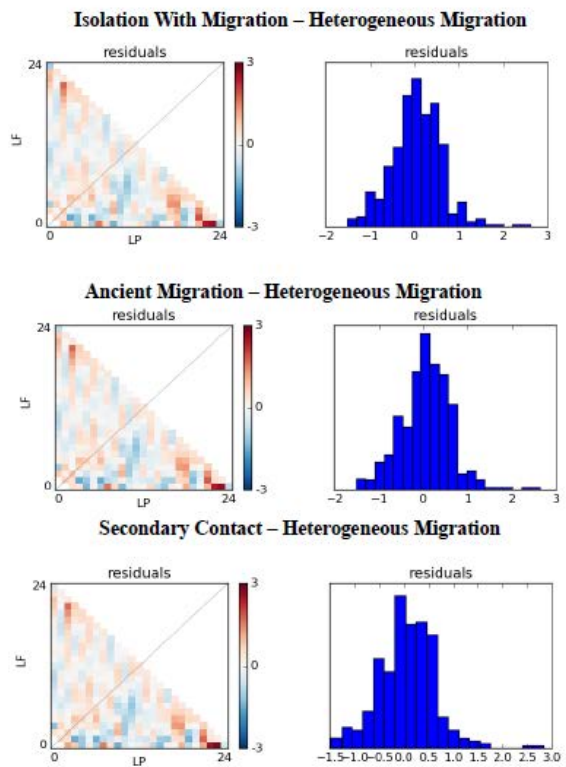 Isolation With Migration – Heterogeneous Migration
residuals
residuals
24
3
LF
0
0
-3
0
LP
24
−2 −1 0 1 2 3
Ancient Migration – Heterogeneous Migration
residuals
residuals
24
3
LF
0
0
-3
0
LP
24
−2 −1 0 1 2 3
Secondary Contact – Heterogeneous Migration
residuals
residuals
24
3
LF
0
0
-3
0
LP
24
−1.5−1.0−0.5 0.0 0.5 1.0 1.5 2.0 2.5 3.0